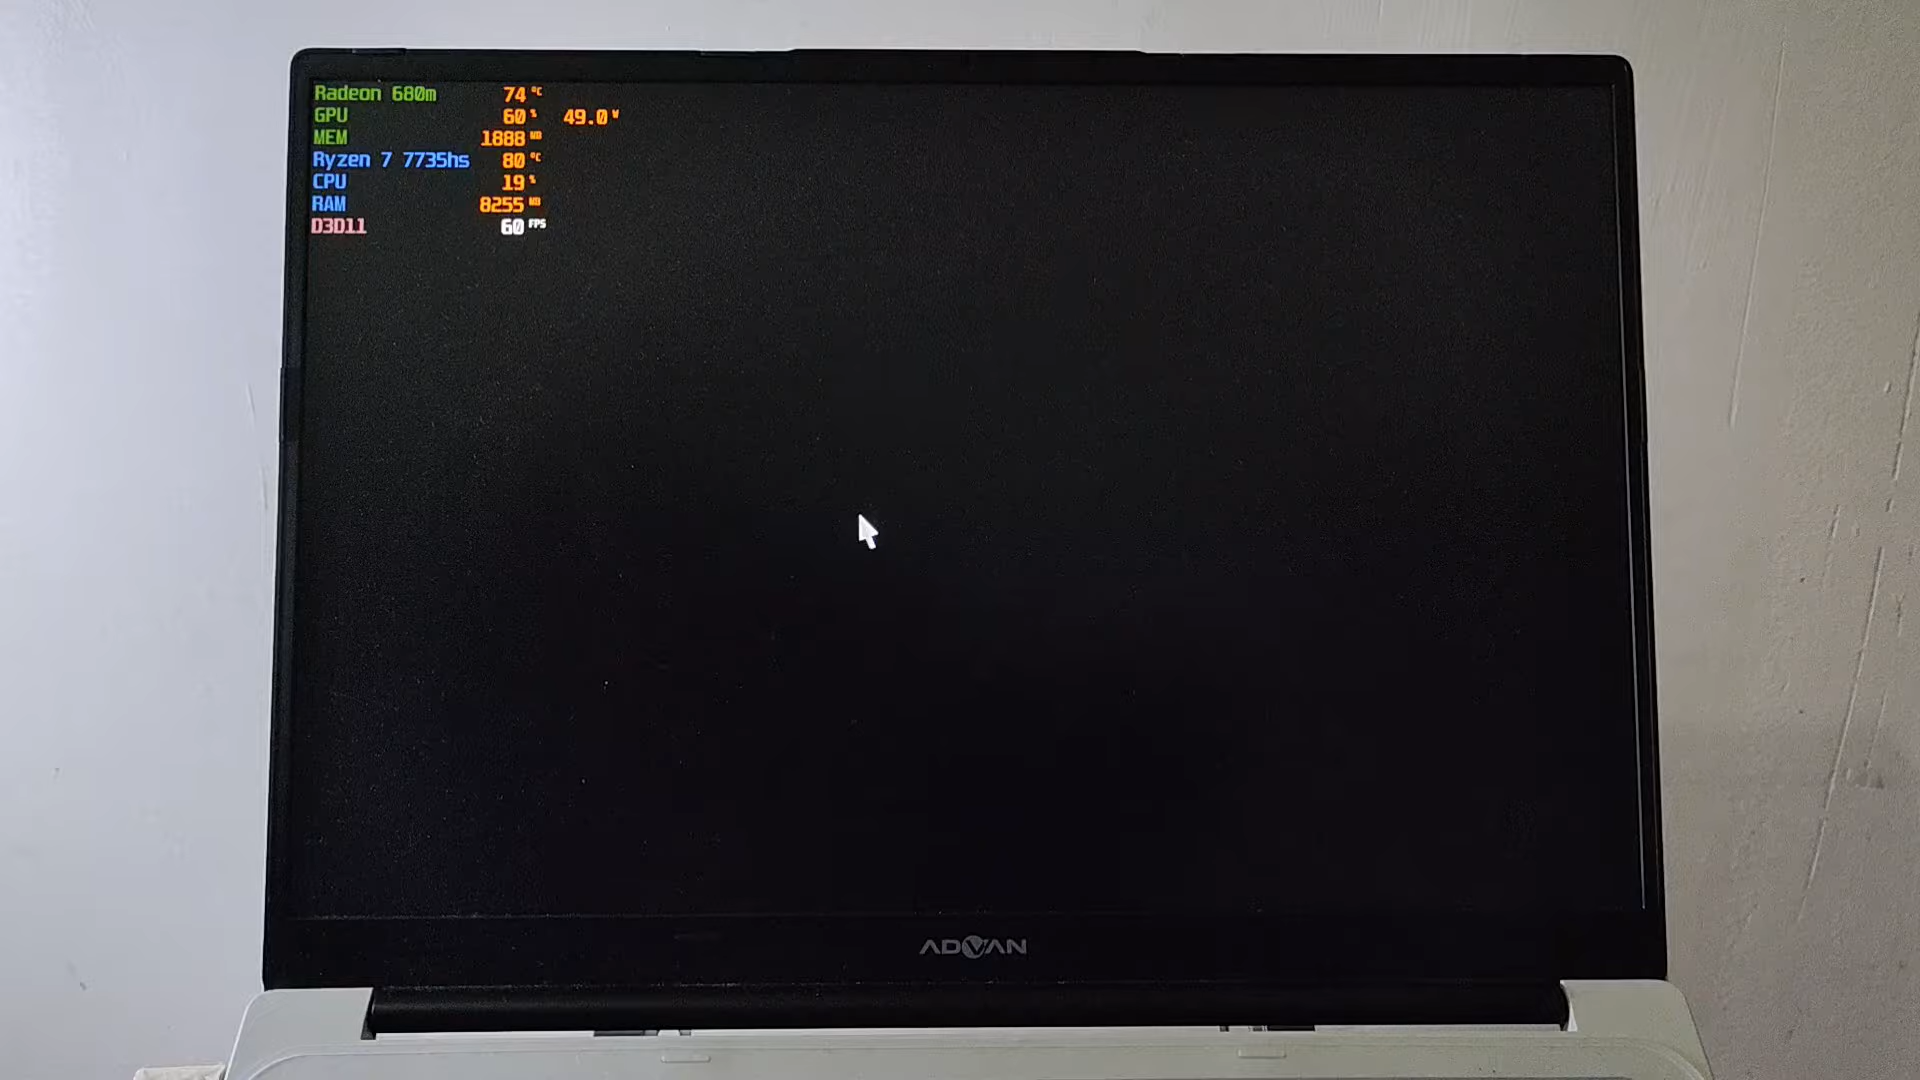 Radeon 680m 74 °C
GPU 60 % 49.0 W
MEM 1888 MB
Ryzen 7 7735hs 80 °C
CPU 19 %
RAM 8255 MB
D3D11 60 FPS
ADVAN